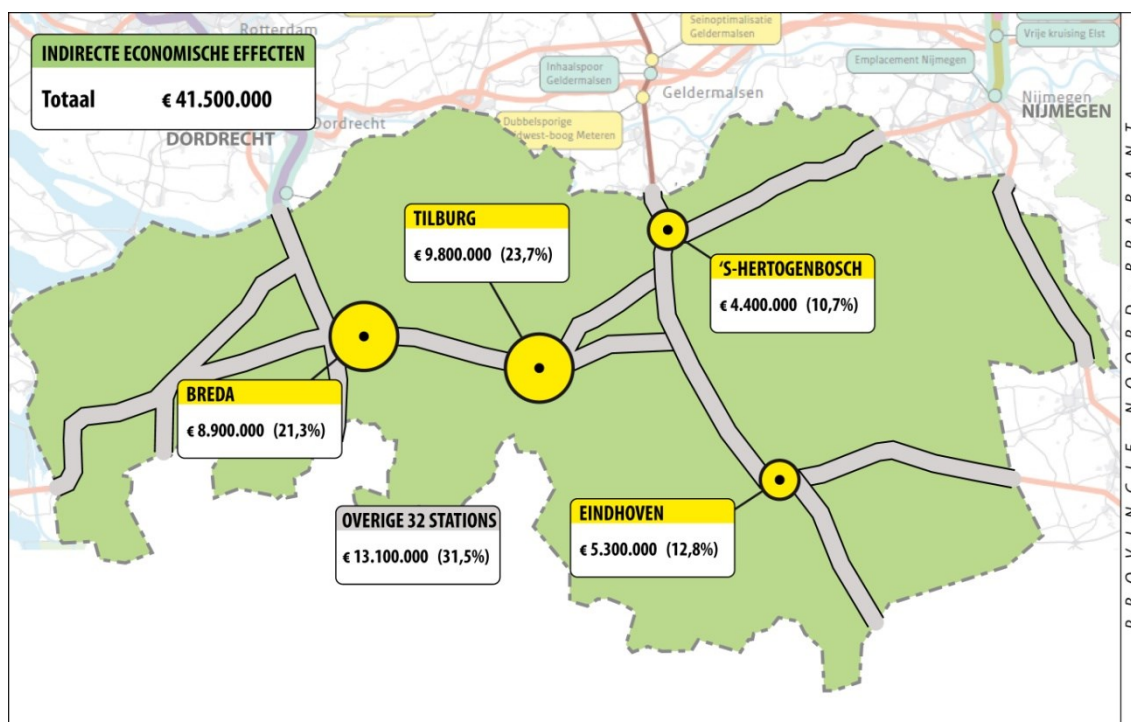 Rotterdam
INDIRECTE ECONOMISCHE EFFECTEN
Totaal € 41.500.000
Dordrecht
DORDRECHT
Seinoptimalisatie
Geldermalsen
Inhaalspoor
Geldermalsen
Geldermalsen
Dubbelsporige
Vrije kruising Elst
Emplacement Nijmegen
Nijmegen
NIJMEGEN
TILBURG
€ 9.800.000 (23,7%)
'S-HERTOGENBOSCH
€ 4.400.000 (10,7%)
BREDA
€ 8.900.000 (21,3%)
OVERIGE 32 STATIONS
€ 13.100.000 (31,5%)
EINDHOVEN
€ 5.300.000 (12,8%)
PROVINCIE NOORD BRABANT